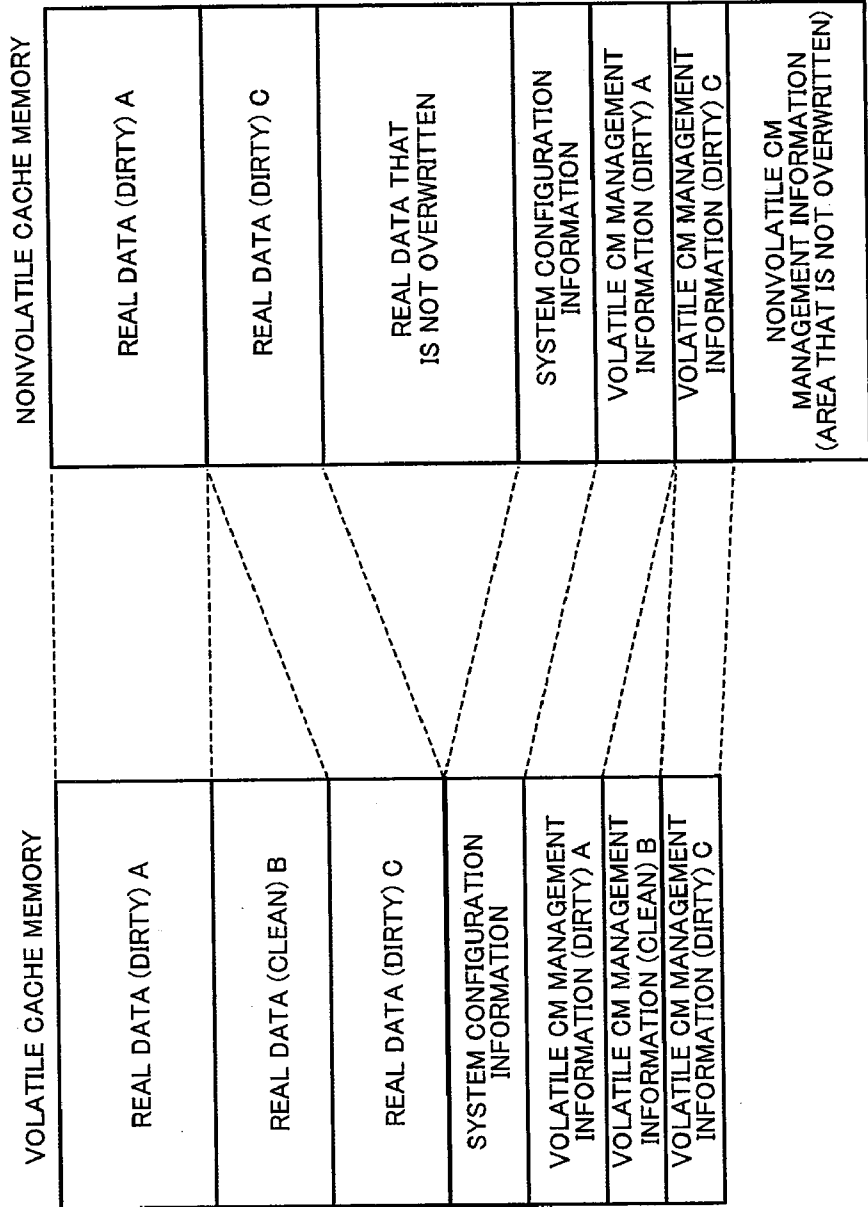 VOLATILE CACHE MEMORY
REAL DATA (DIRTY) A
REAL DATA (CLEAN) B
REAL DATA (DIRTY) C
SYSTEM CONFIGURATION
INFORMATION
VOLATILE CM MANAGEMENT
INFORMATION (DIRTY) A
VOLATILE CM MANAGEMENT
INFORMATION (CLEAN) B
VOLATILE CM MANAGEMENT
INFORMATION (DIRTY) C
NONVOLATILE CACHE MEMORY
REAL DATA (DIRTY) A
REAL DATA (DIRTY) C
REAL DATA THAT
IS NOT OVERWRITTEN
SYSTEM CONFIGURATION
INFORMATION
VOLATILE CM MANAGEMENT
INFORMATION (DIRTY) A
VOLATILE CM MANAGEMENT
INFORMATION (DIRTY) C
NONVOLATILE CM
MANAGEMENT INFORMATION
(AREA THAT IS NOT OVERWRITTEN)